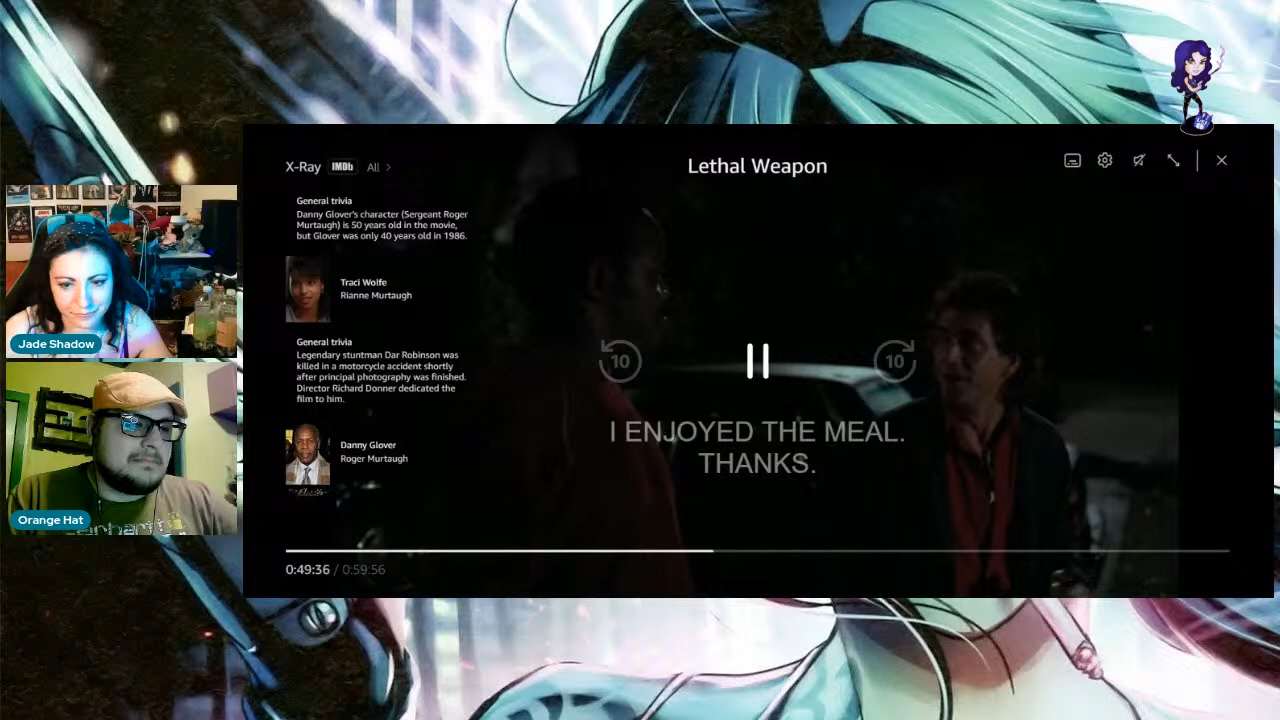 X-Ray IMDb All >
Lethal Weapon
General trivia
Danny Glover's character (Sergeant Roger
Murtaugh) is 50 years old in the movie,
but Glover was only 40 years old in 1986.
Traci Wolfe
Rianne Murtaugh
General trivia
Legendary stuntman Dar Robinson was
killed in a motorcycle accident shortly
after principal photography was finished.
Director Richard Donner dedicated the
film to him.
Danny Glover
Roger Murtaugh
10
10
I ENJOYED THE MEAL.
THANKS.
0:49:36 / 0:59:56
Jade Shadow
Orange Hat
carhartt